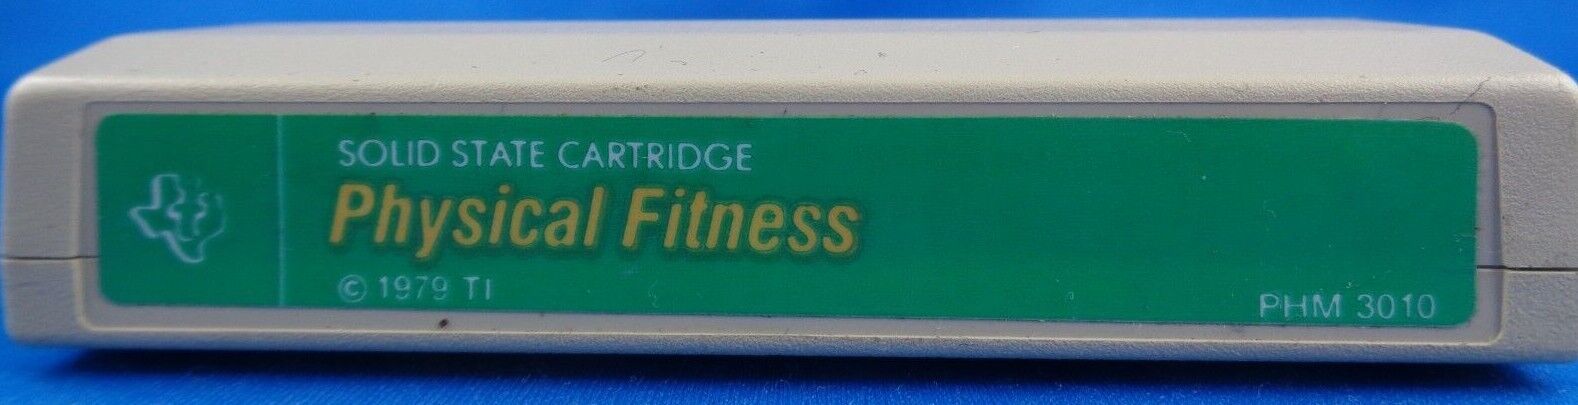 SOLID STATE CARTRIDGE
Physical Fitness
© 1979 TI
PHM 3010